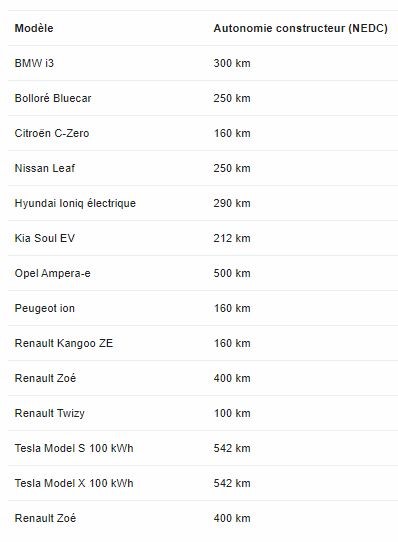 Modèle Autonomie constructeur (NEDC)
BMW i3 300 km
Bolloré Bluecar 250 km
Citroën C-Zero 160 km
Nissan Leaf 250 km
Hyundai Ioniq électrique 290 km
Kia Soul EV 212 km
Opel Ampera-e 500 km
Peugeot ion 160 km
Renault Kangoo ZE 160 km
Renault Zoé 400 km
Renault Twizy 100 km
Tesla Model S 100 kWh 542 km
Tesla Model X 100 kWh 542 km
Renault Zoé 400 km